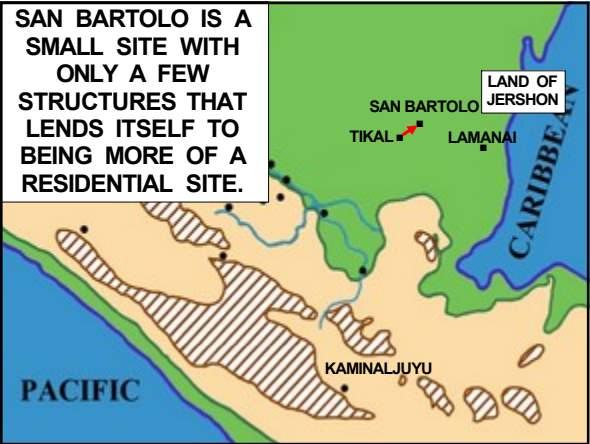 SAN BARTOLO IS A
SMALL SITE WITH
ONLY A FEW
STRUCTURES THAT
LENDS ITSELF TO
BEING MORE OF A
RESIDENTIAL SITE.
LAND OF
JERSHON
SAN BARTOLO
TIKAL
LAMANAI
CARIBBEAN
KAMINALJUYU
PACIFIC